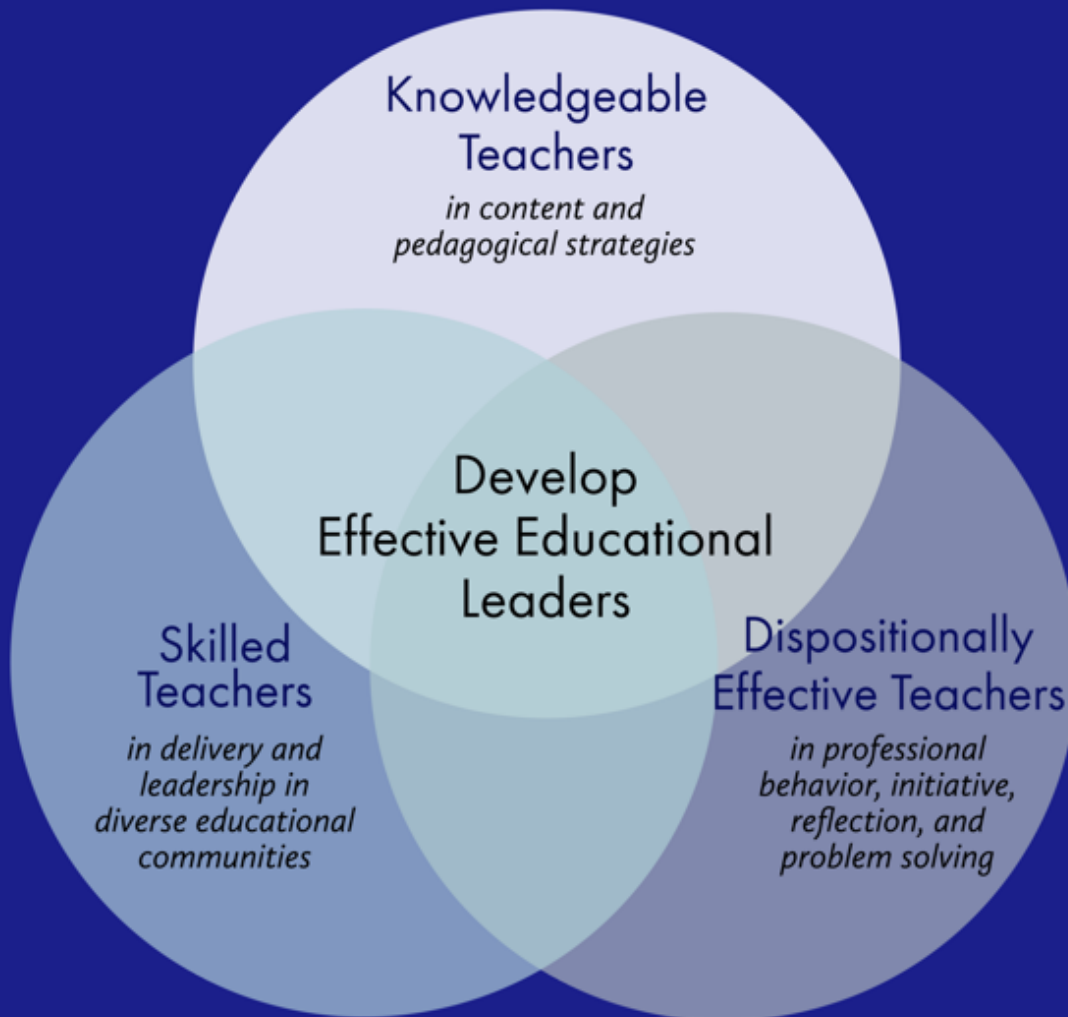 Knowledgeable
Teachers
in content and
pedagogical strategies
Develop
Effective Educational
Leaders
Skilled
Teachers
in delivery and
leadership in
diverse educational
communities
Dispositionally
Effective Teachers
in professional
behavior, initiative,
reflection, and
problem solving